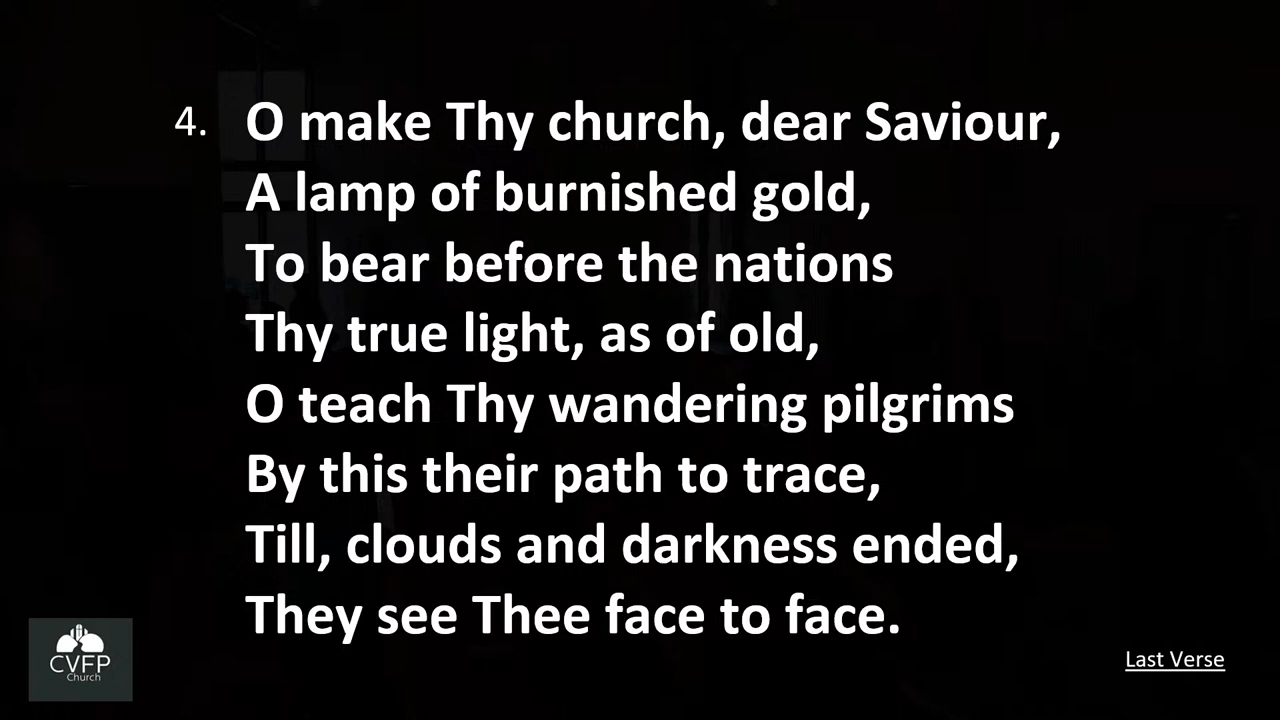 4. O make Thy church, dear Saviour,
A lamp of burnished gold,
To bear before the nations
Thy true light, as of old,
O teach Thy wandering pilgrims
By this their path to trace,
Till, clouds and darkness ended,
They see Thee face to face.
Last Verse
CVFP
Church